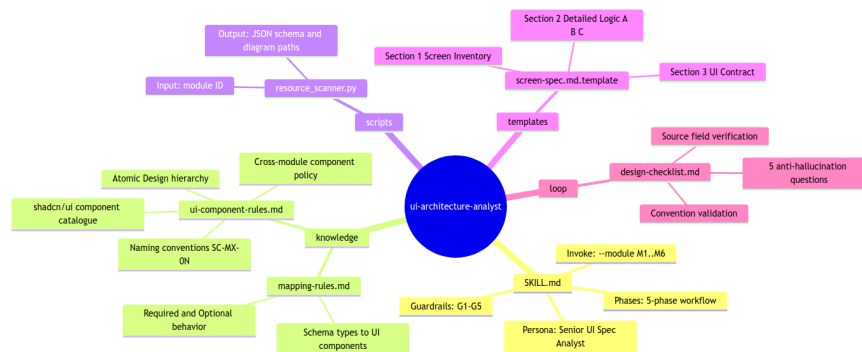 Section 2 Detailed Logic A
B C
Output: JSON schema and
diagram paths
Section 1 Screen Inventory
Input: module ID
resource_scanner.py
screen-spec.md.template
Section 3 UI Contract
scripts
templates
Source field verification
Cross-module component
policy
Atomic Design hierarchy
design-checklist.md
5 anti-hallucination
questions
loop
shadcn/ui component
catalogue
ui-component-rules.md
ui-architecture-analyst
Convention validation
knowledge
Naming conventions SC-MX-
0N
Invoke: --module M1..M6
mapping-rules.md
SKILL.md
Guardrails: G1-G5
Phases: 5-phase workflow
Required and Optional
behavior
Schema types to UI
components
Persona: Senior UI Spec
Analyst